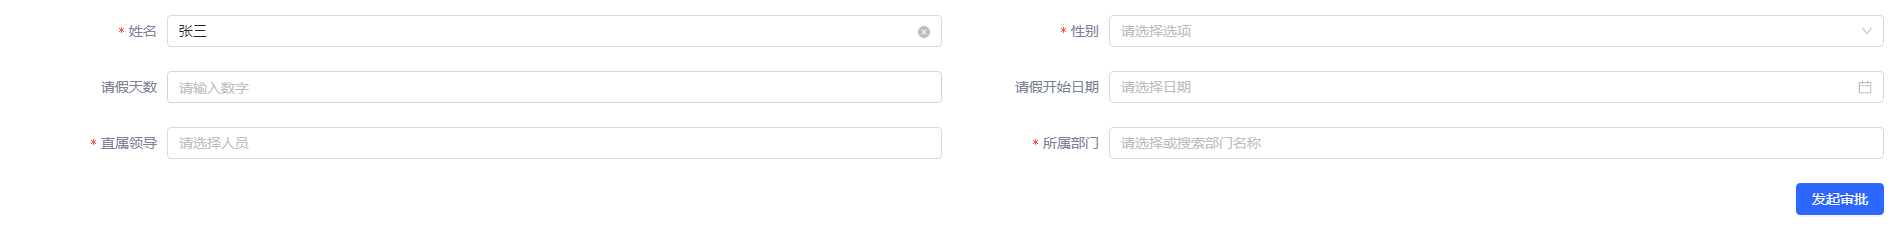 * 姓名 张三 * 性别 请选择选项
请假天数 请输入数字 请假开始日期 请选择日期
* 直属领导 请选择人员 * 所属部门 请选择或搜索部门名称
发起审批